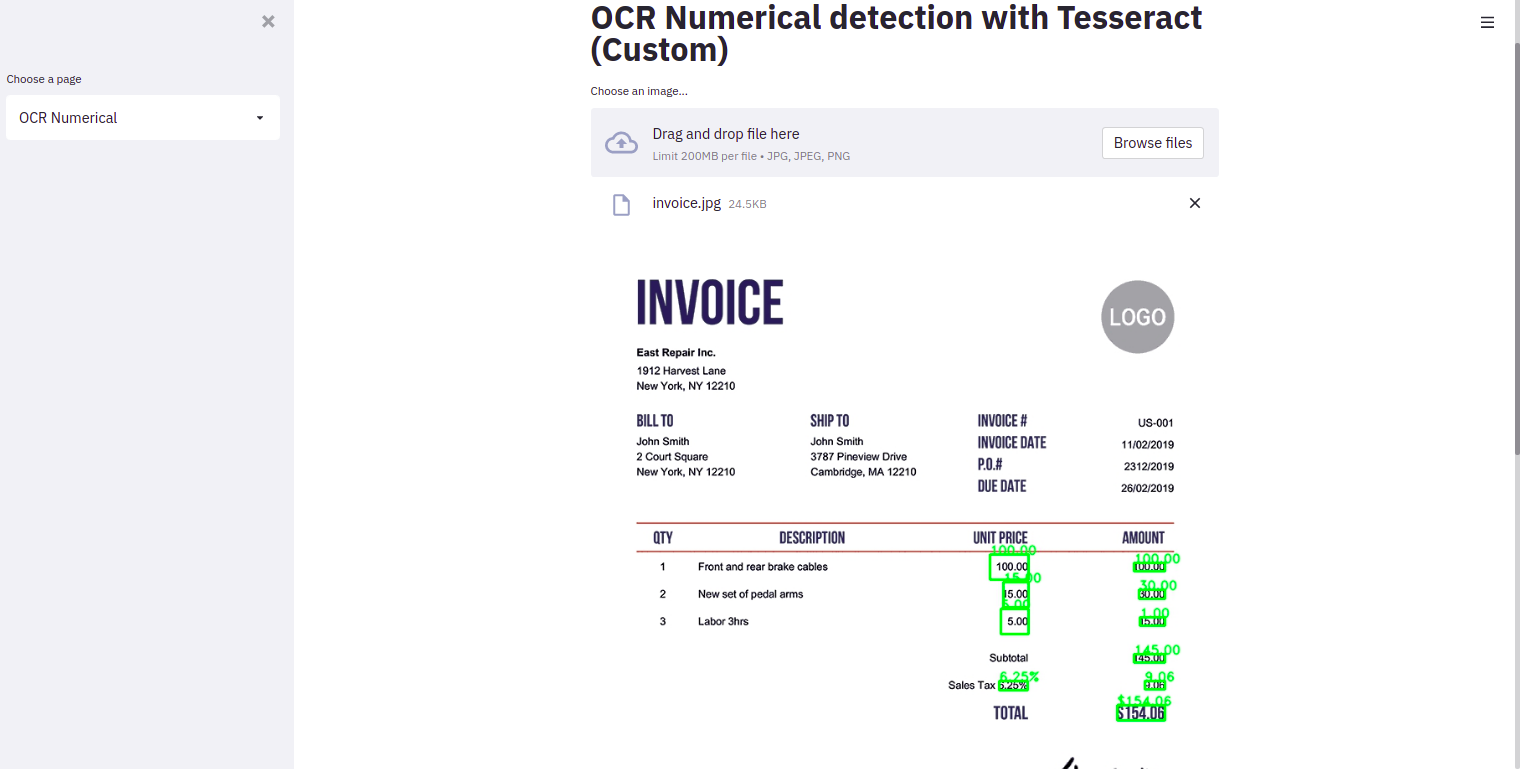 OCR Numerical detection with Tesseract
(Custom)
Choose a page
OCR Numerical
Choose an image...
Drag and drop file here
Limit 200MB per file • JPG, JPEG, PNG
Browse files
invoice.jpg 24.5KB
INVOICE
LOGO
East Repair Inc.
1912 Harvest Lane
New York, NY 12210
BILL TO
John Smith
2 Court Square
New York, NY 12210
SHIP TO
John Smith
3787 Pineview Drive
Cambridge, MA 12210
INVOICE # US-001
INVOICE DATE 11/02/2019
P.O.# 2312/2019
DUE DATE 26/02/2019
QTY DESCRIPTION UNIT PRICE AMOUNT
100.00 100.00
1 Front and rear brake cables 100.00 100.00
15.00 30.00
2 New set of pedal arms 15.00 30.00
5.00 1.00
3 Labor 3hrs 5.00 15.00
145.00
Subtotal 145.00
6.25% 9.06
Sales Tax 6.25% 9.06
$154.06
TOTAL $154.06